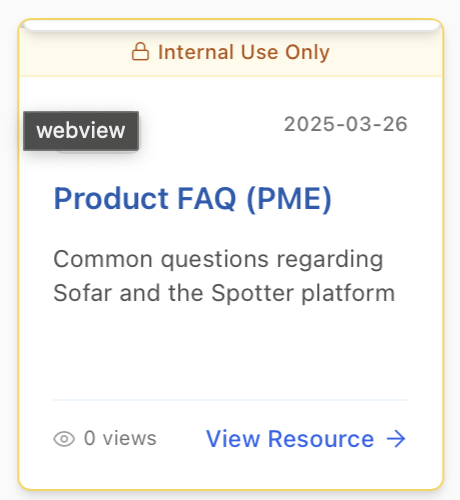 Internal Use Only
webview
2025-03-26
Product FAQ (PME)
Common questions regarding
Sofar and the Spotter platform
0 views
View Resource →